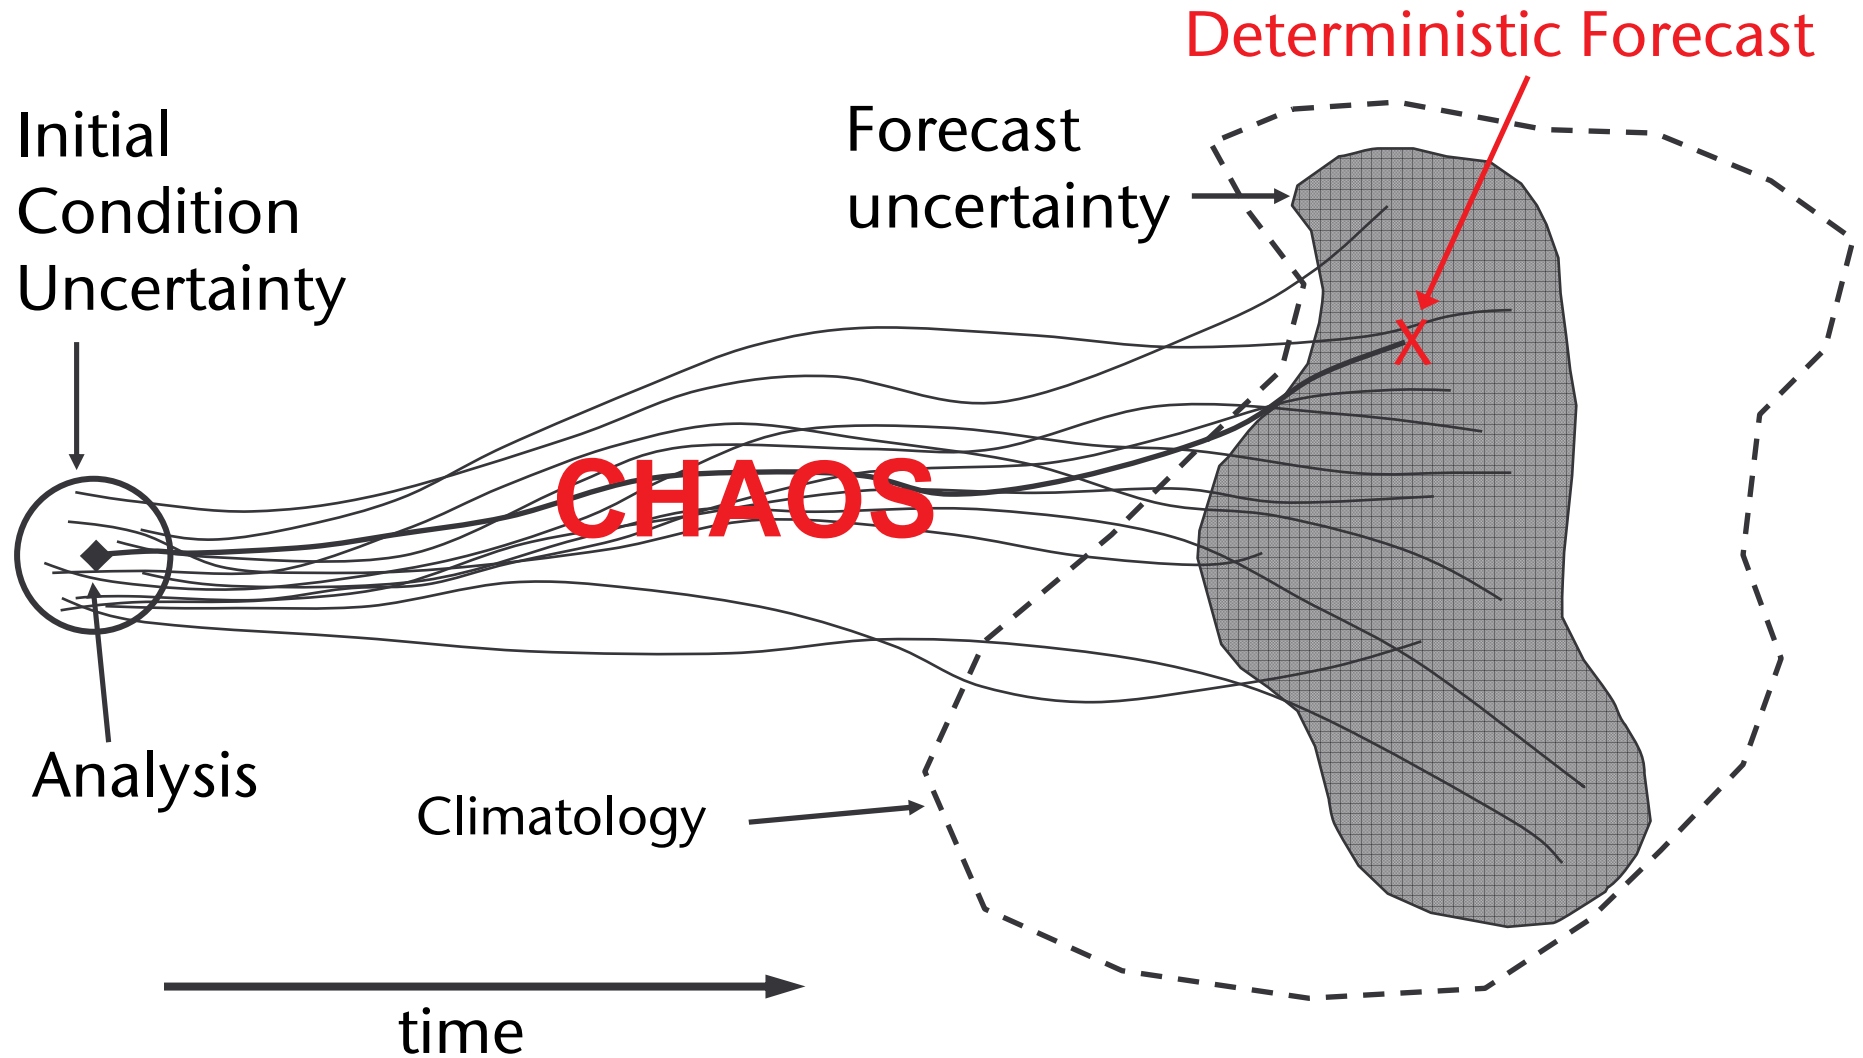 Deterministic Forecast
Initial
Condition
Uncertainty
Forecast
uncertainty
X
CHAOS
Analysis
Climatology
time